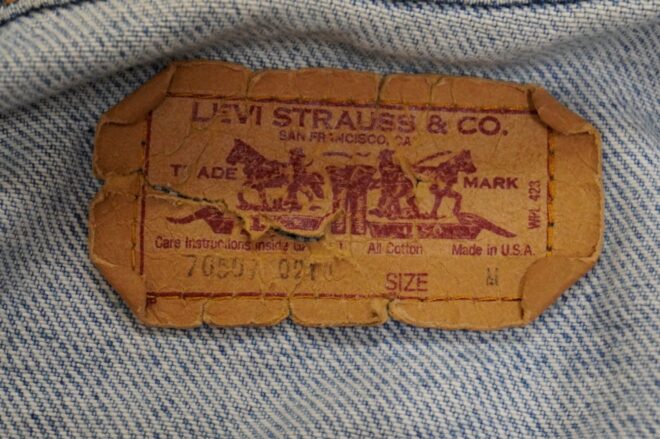 LEVI STRAUSS & CO.
SAN FRANCISCO, CA
TRADE MARK
WPL 423
Care Instructions Inside All Cotton Made in U.S.A.
SIZE M